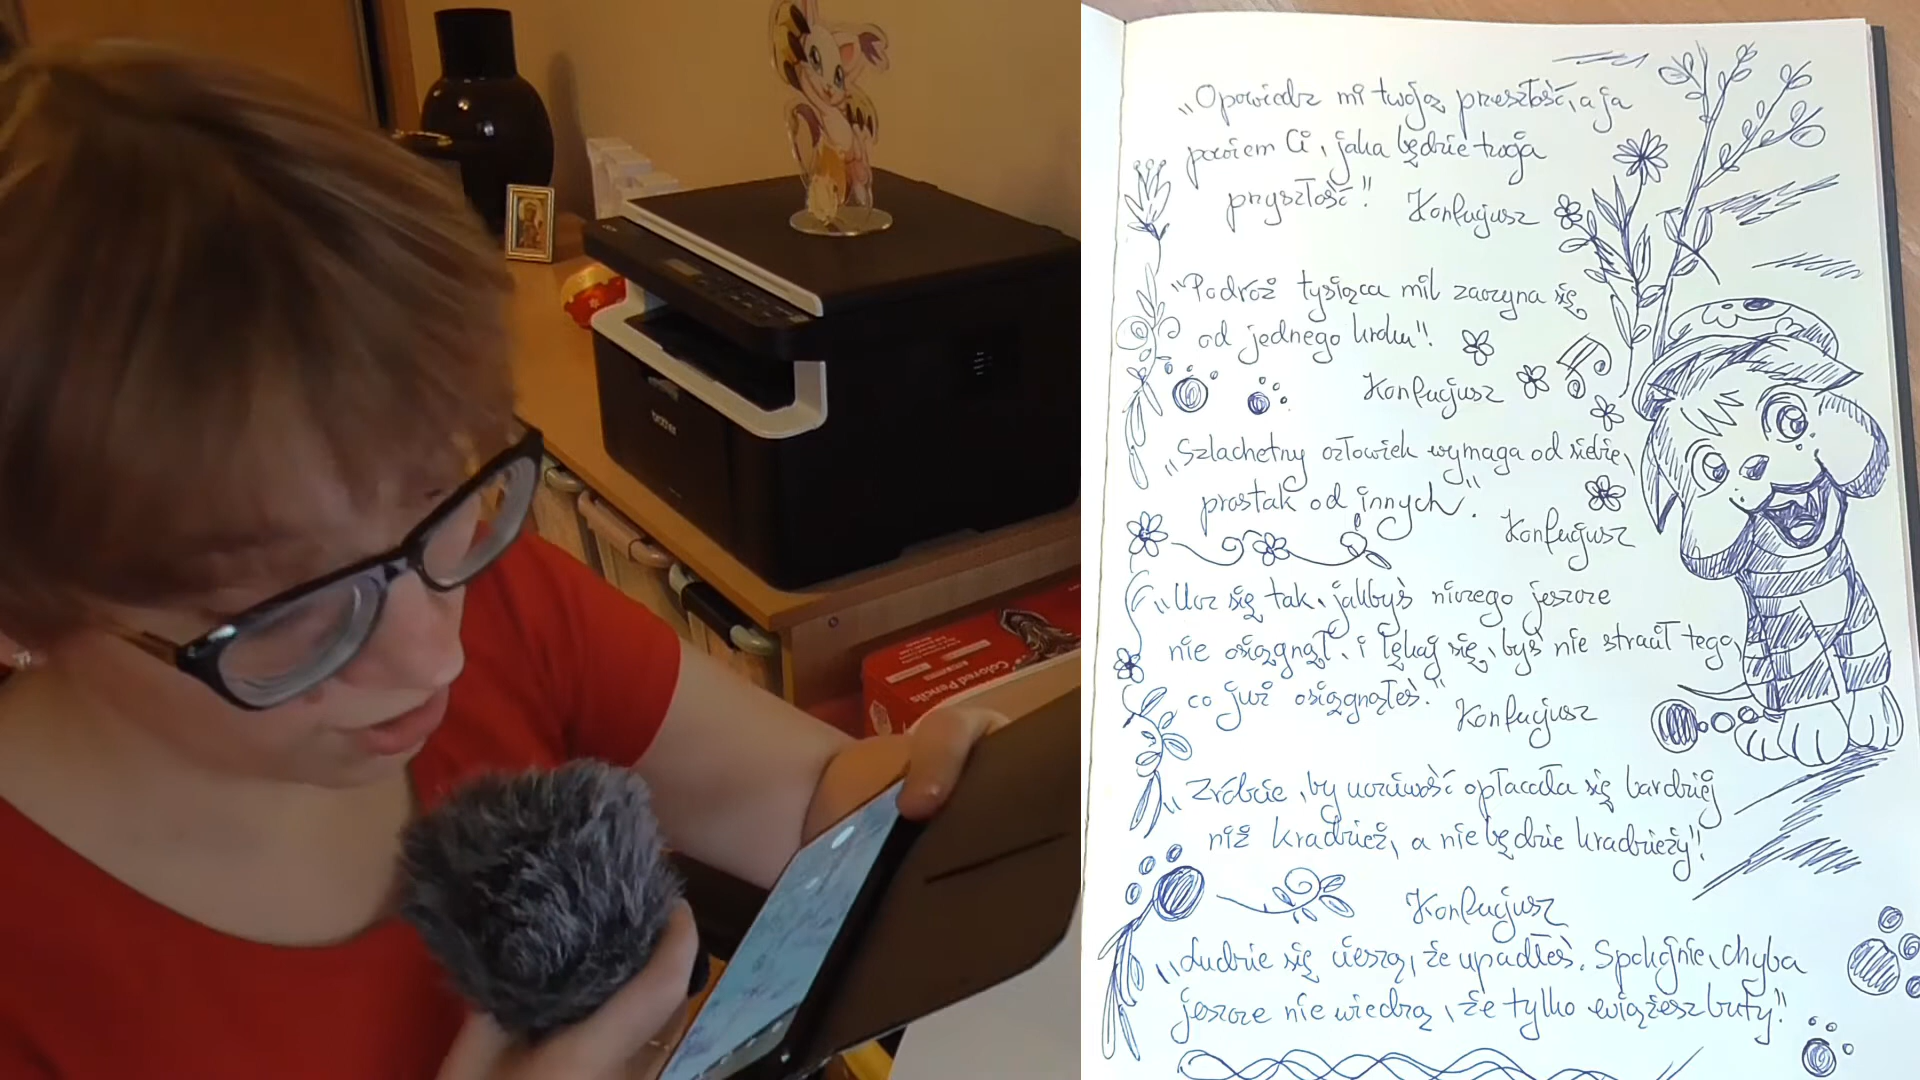 brother
Colored Pencils
„Opowiedz mi twoją przeszłość, a ja
powiem Ci, jaka będzie twoja
przyszłość"! Konfucjusz
„Podróż tysiąca mil zaczyna się
od jednego kroku"!
Konfucjusz
„Szlachetny człowiek wymaga od siebie,
prostak od innych".
Konfucjusz
„Ucz się tak, jakbyś niczego jeszcze
nie osiągnął, i lękaj się, byś nie stracił tego,
co już osiągnąłeś."
Konfucjusz
„Zróbcie, by uczciwość opłacała się bardziej
niż kradzież, a nie będzie kradzieży"!
Konfucjusz
„Ludzie się cieszą, że upadłeś. Spokojnie, chyba
jeszcze nie wiedzą, że tylko wiążesz buty"!